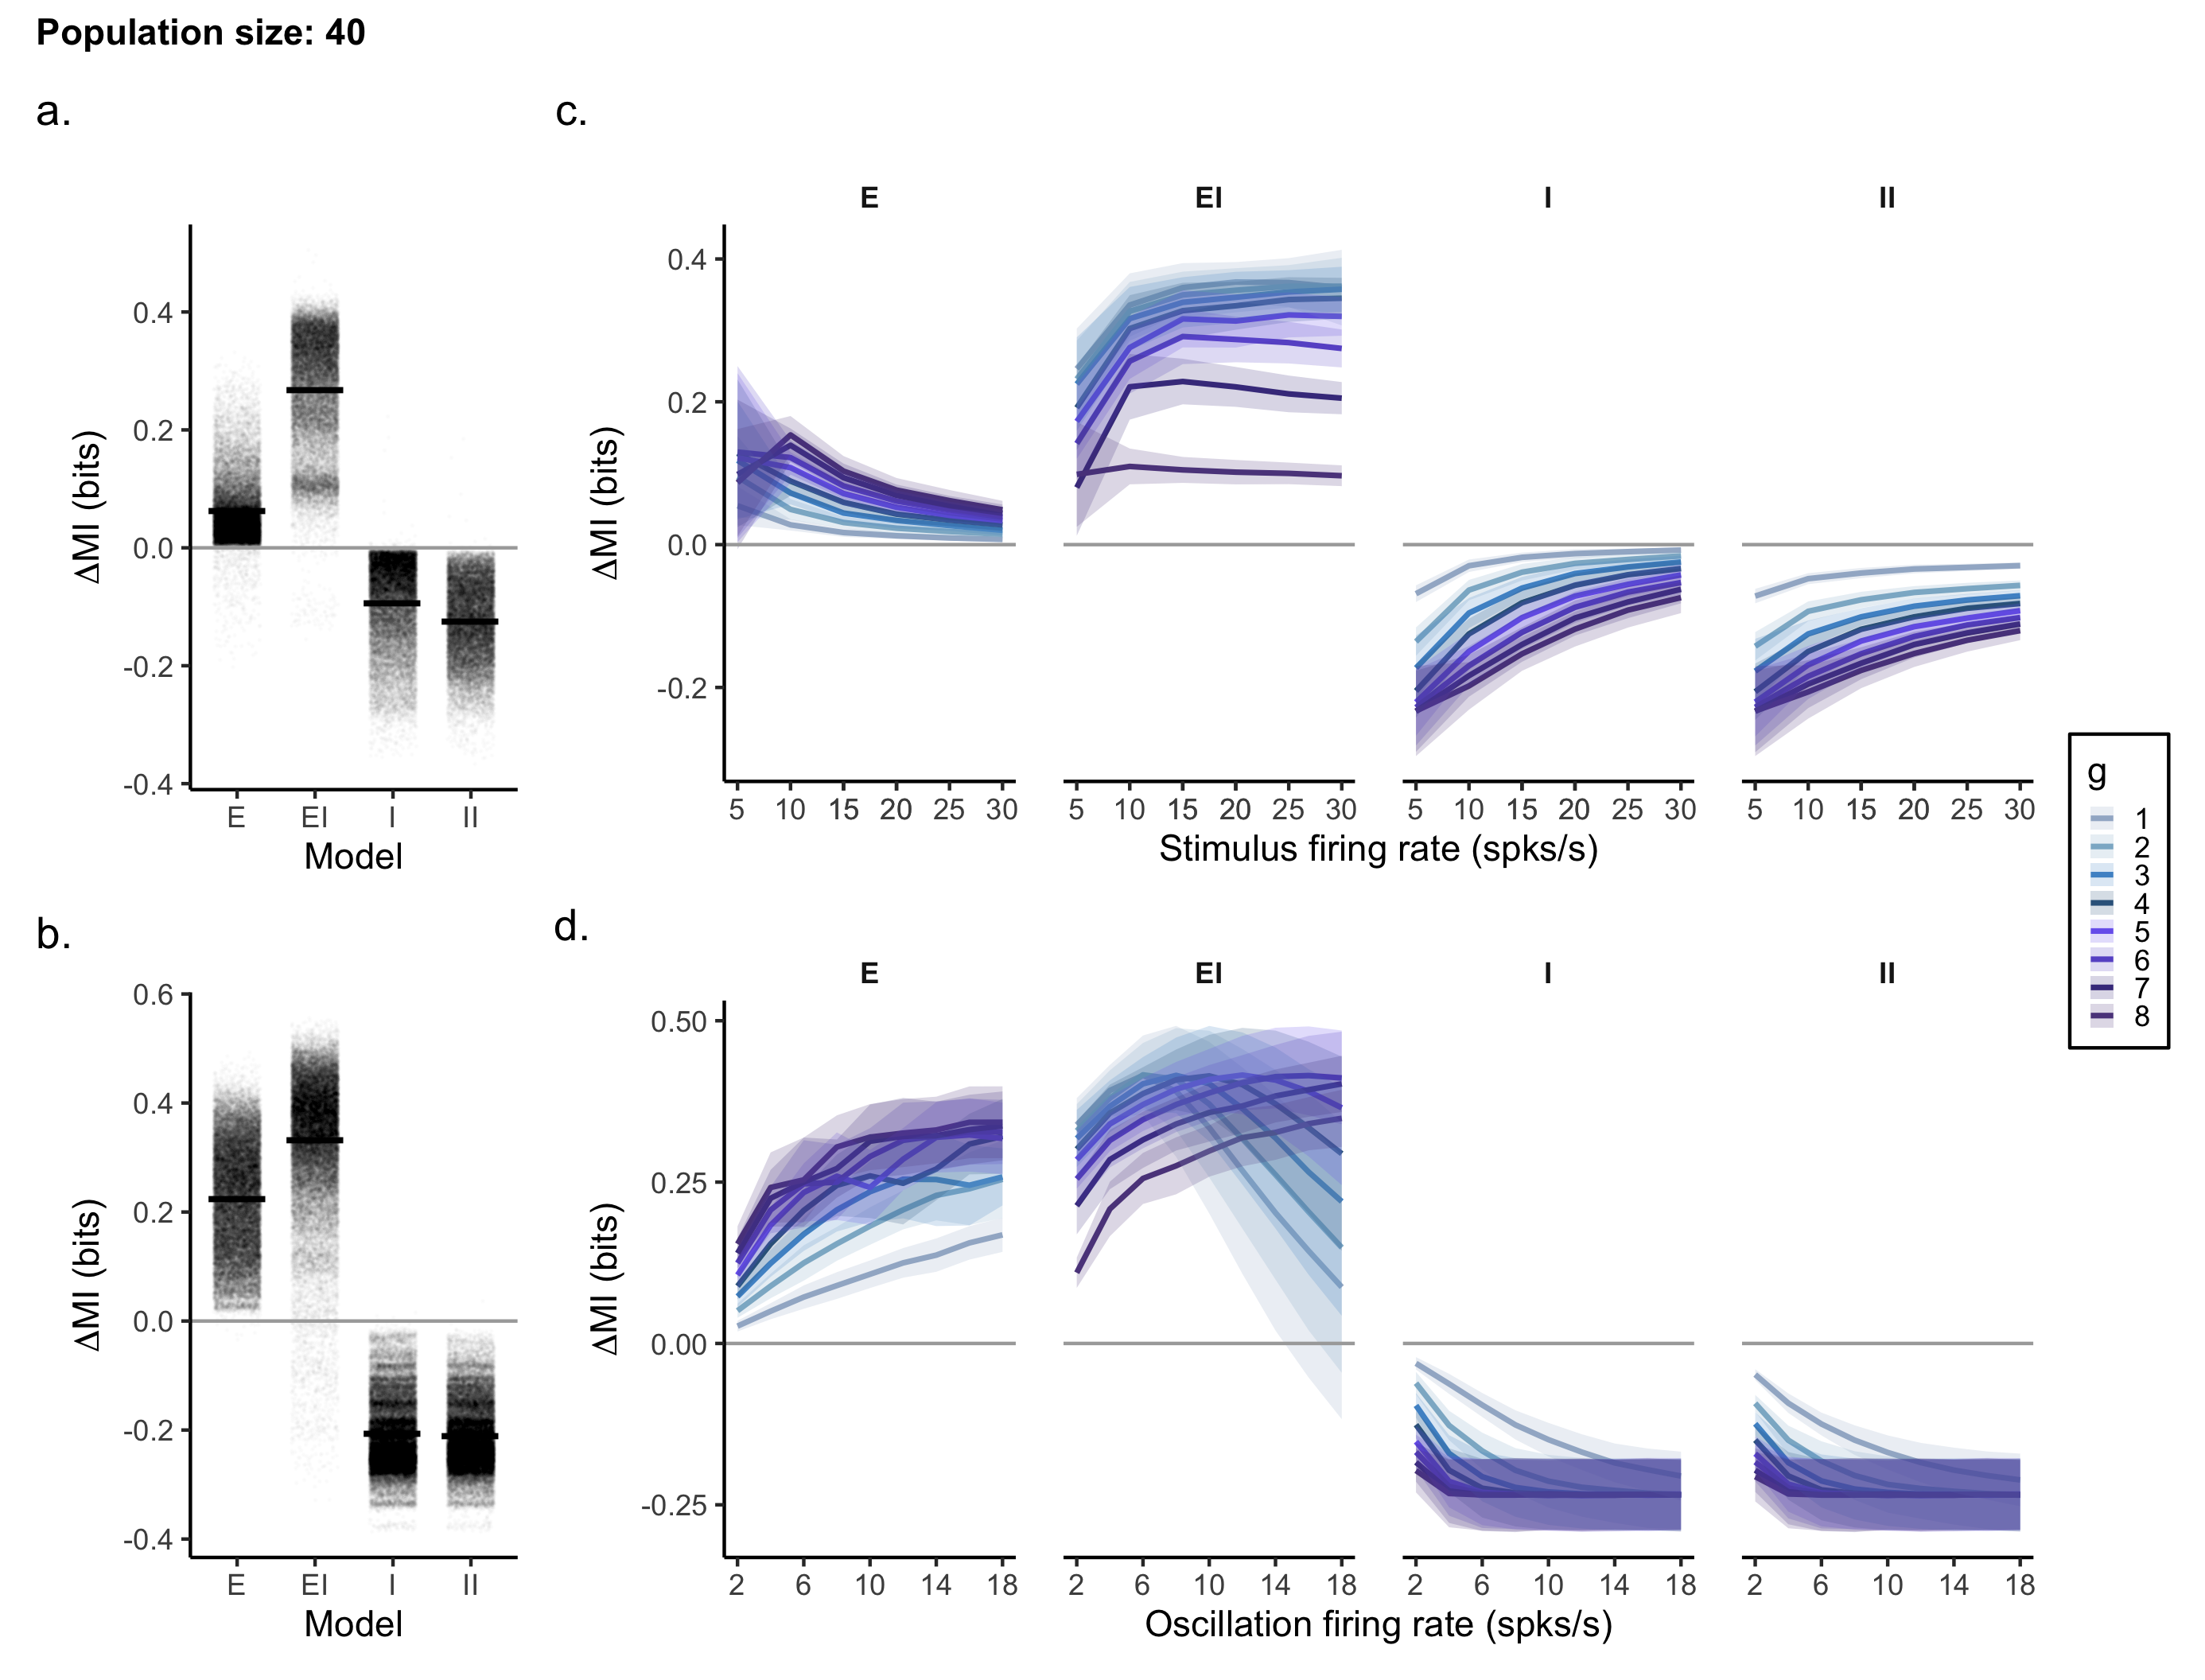 Population size: 40
a.
ΔMI (bits)
0.4
0.2
0.0
-0.2
-0.4
E EI I II
Model
c.
E EI I II
ΔMI (bits)
0.4
0.2
0.0
-0.2
5 10 15 20 25 30 5 10 15 20 25 30 5 10 15 20 25 30 5 10 15 20 25 30
Stimulus firing rate (spks/s)
b.
ΔMI (bits)
0.6
0.4
0.2
0.0
-0.2
-0.4
E EI I II
Model
d.
E EI I II
ΔMI (bits)
0.50
0.25
0.00
-0.25
2 6 10 14 18 2 6 10 14 18 2 6 10 14 18 2 6 10 14 18
Oscillation firing rate (spks/s)
g
1
2
3
4
5
6
7
8